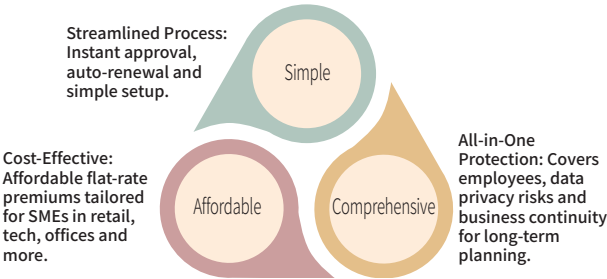 Streamlined Process:
Instant approval,
auto-renewal and
simple setup.
Simple
Cost-Effective:
Affordable flat-rate
premiums tailored
for SMEs in retail,
tech, offices and
more.
Affordable
Comprehensive
All-in-One
Protection: Covers
employees, data
privacy risks and
business continuity
for long-term
planning.